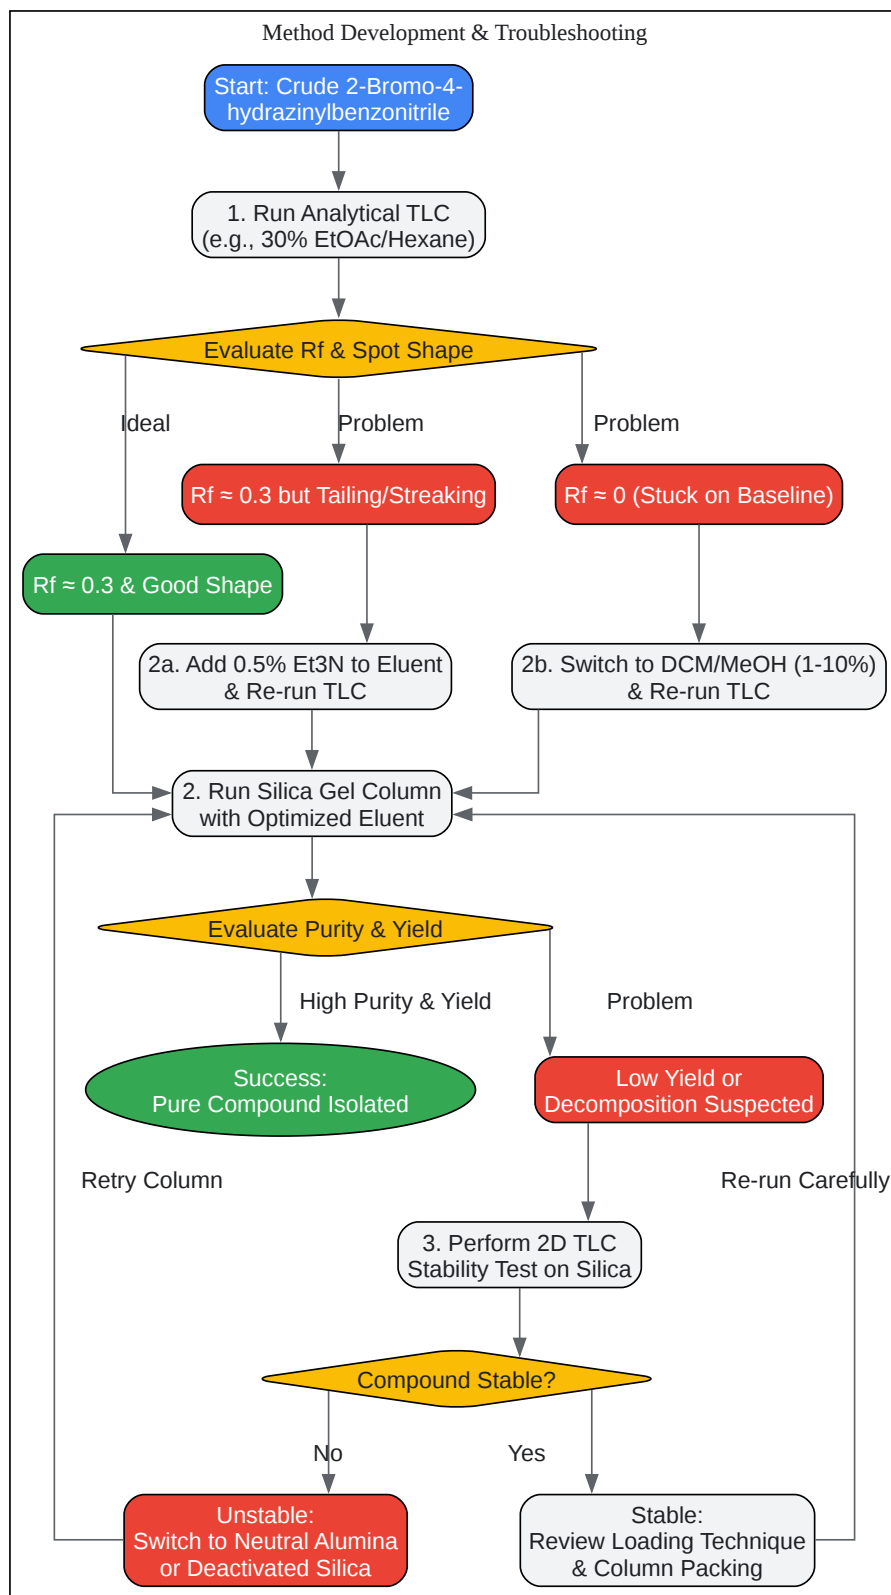 Method Development & Troubleshooting
Start: Crude 2-Bromo-4-
hydrazinylbenzonitrile
1. Run Analytical TLC
(e.g., 30% EtOAc/Hexane)
Evaluate Rf & Spot Shape
Ideal
Problem
Problem
Rf ≈ 0.3 but Tailing/Streaking
Rf ≈ 0 (Stuck on Baseline)
Rf ≈ 0.3 & Good Shape
2a. Add 0.5% Et3N to Eluent
& Re-run TLC
2b. Switch to DCM/MeOH (1-10%)
& Re-run TLC
2. Run Silica Gel Column
with Optimized Eluent
Evaluate Purity & Yield
High Purity & Yield
Problem
Success:
Pure Compound Isolated
Low Yield or
Decomposition Suspected
Retry Column
Re-run Carefully
3. Perform 2D TLC
Stability Test on Silica
Compound Stable?
No
Yes
Unstable:
Switch to Neutral Alumina
or Deactivated Silica
Stable:
Review Loading Technique
& Column Packing